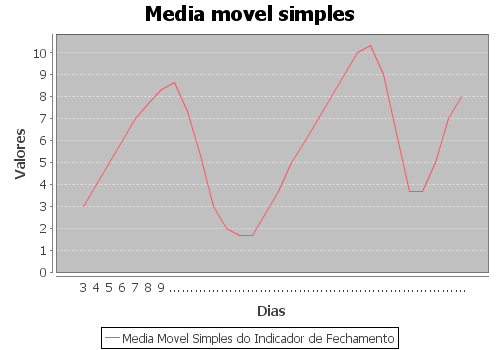 Media movel simples
Valores
10
9
8
7
6
5
4
3
2
1
0
3 4 5 6 7 8 9 ..............................................
Dias
Media Movel Simples do Indicador de Fechamento